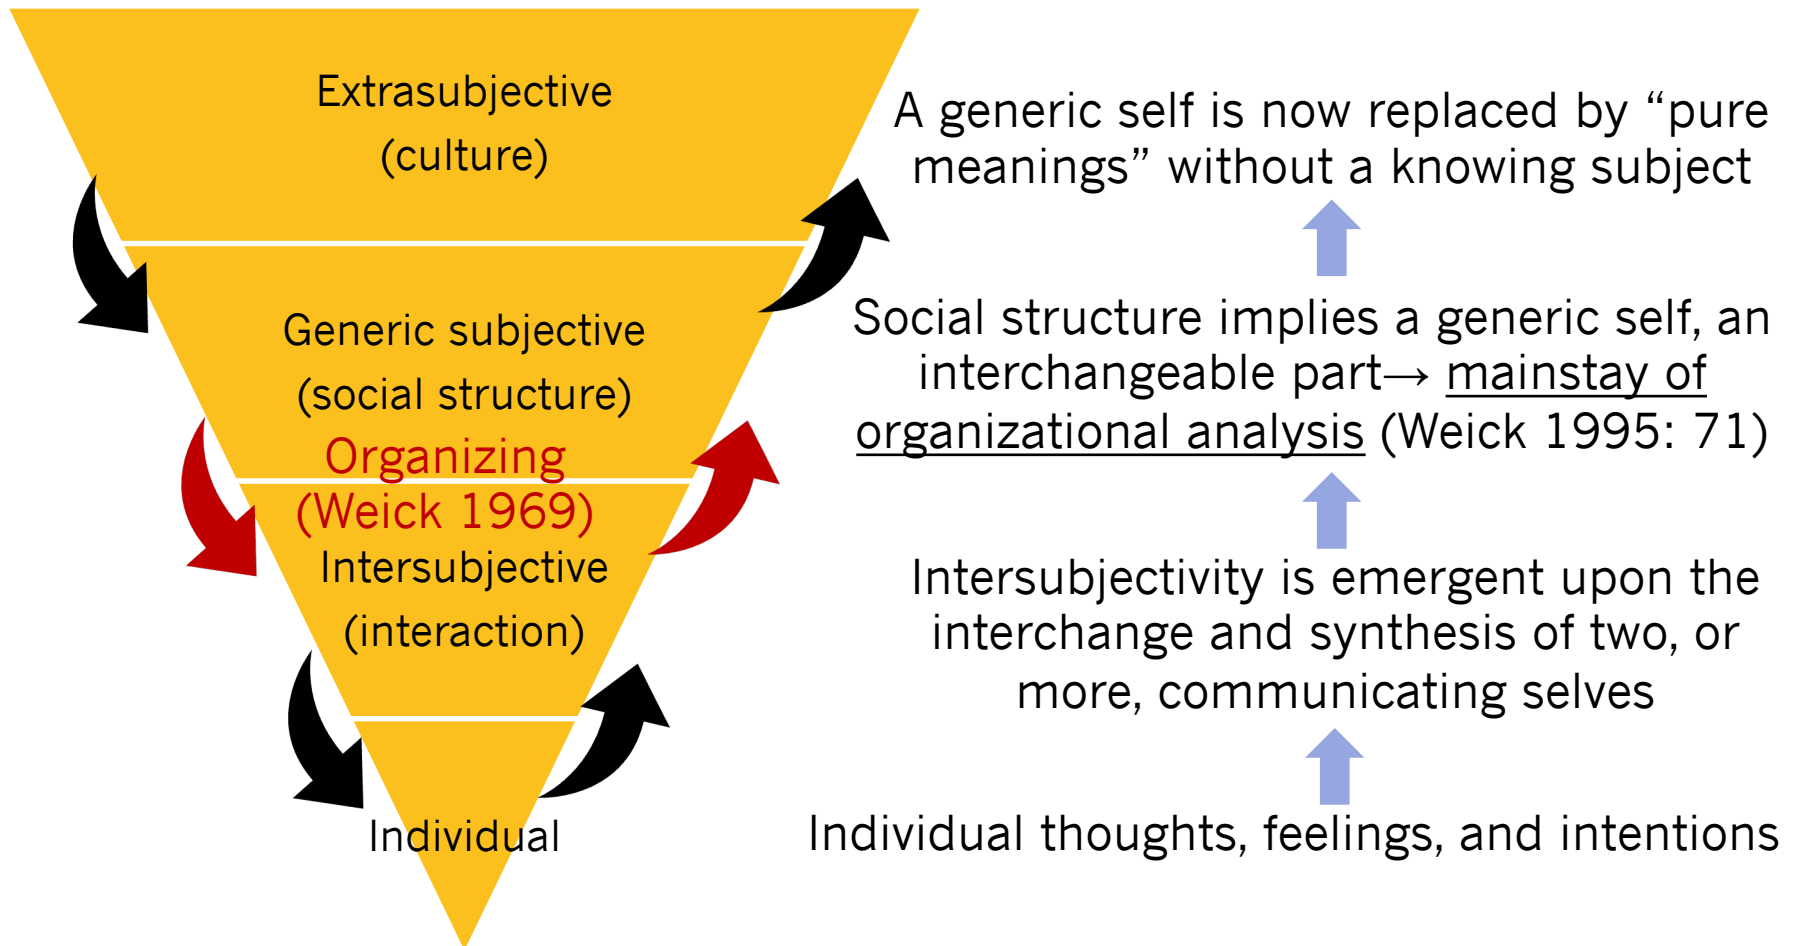 Extrasubjective
(culture)
A generic self is now replaced by “pure
meanings” without a knowing subject
Generic subjective
(social structure)
Social structure implies a generic self, an
interchangeable part→ mainstay of
organizational analysis (Weick 1995: 71)
Organizing
(Weick 1969)
Intersubjective
(interaction)
Intersubjectivity is emergent upon the
interchange and synthesis of two, or
more, communicating selves
Individual
Individual thoughts, feelings, and intentions